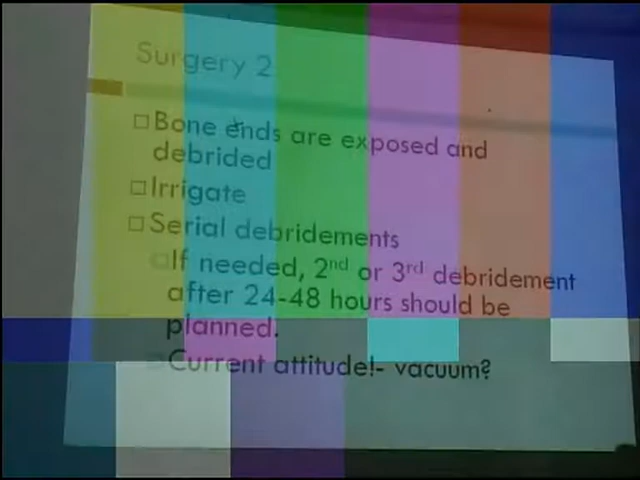 Surgery 2
Bone ends are exposed and
debrided
Irrigate
Serial debridements
If needed, 2nd or 3rd debridement
after 24-48 hours should be
planned.
Current attitude!- vacuum?